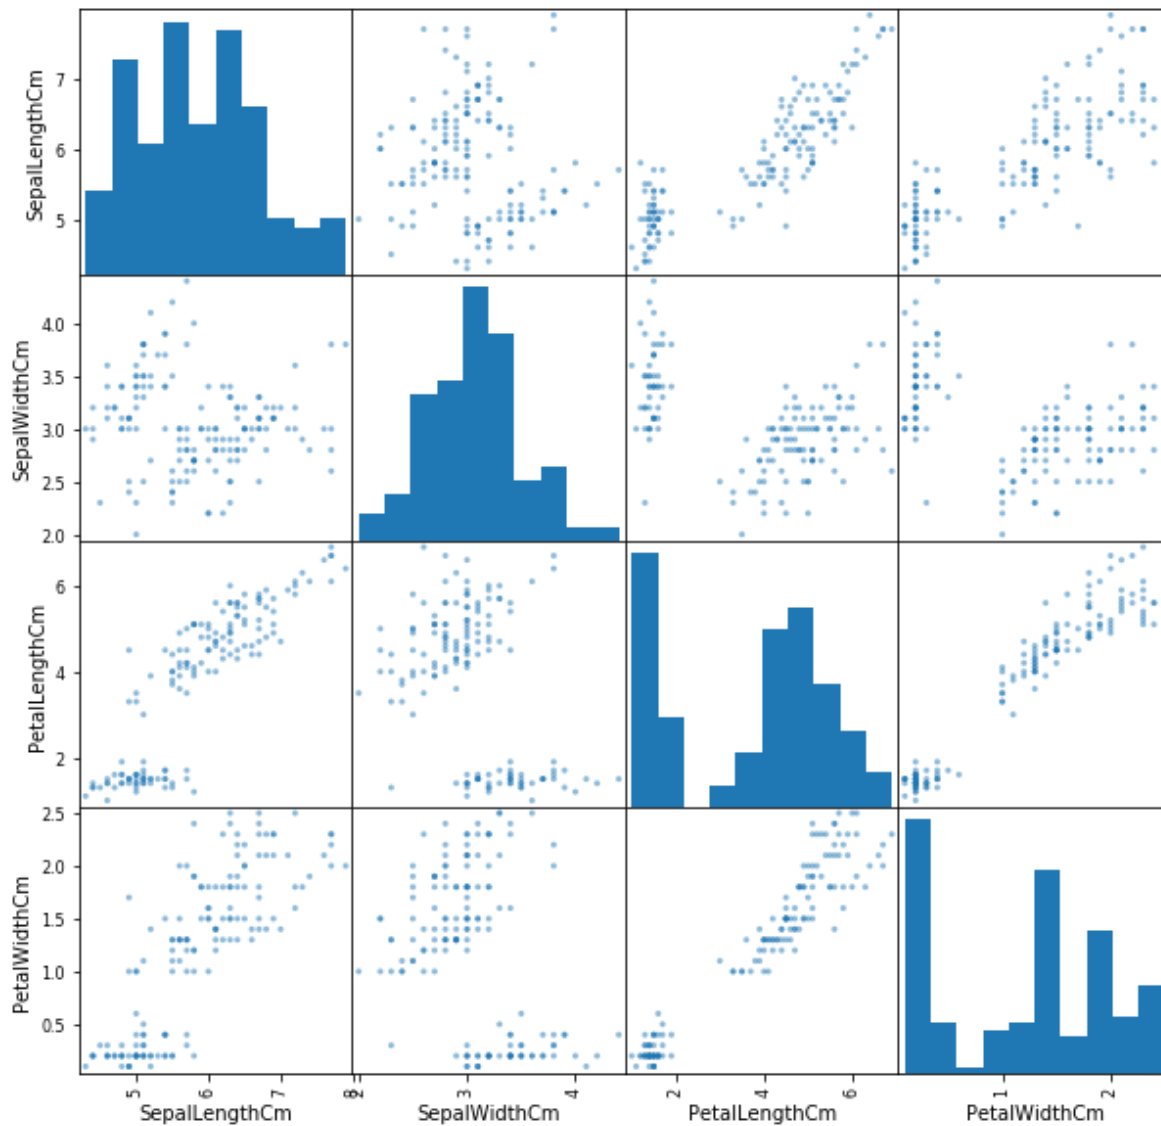 SepalLengthCm
7
6
5
SepalWidthCm
4.0
3.5
3.0
2.5
2.0
PetalLengthCm
6
4
2
PetalWidthCm
2.5
2.0
1.5
1.0
0.5
5 6 7 8 2 3 4 2 4 6 1 2
SepalLengthCm SepalWidthCm PetalLengthCm PetalWidthCm